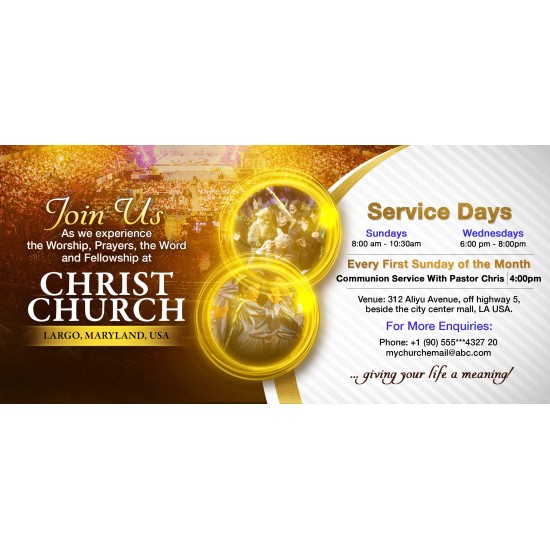 Join Us
As we experience
the Worship, Prayers, the Word
and Fellowship at
CHRIST
CHURCH
LARGO, MARYLAND, USA
Service Days
Sundays
8:00 am - 10:30am
Wednesdays
6:00 pm - 8:00pm
Every First Sunday of the Month
Communion Service With Pastor Chris | 4:00pm
Venue: 312 Aliyu Avenue, off highway 5,
beside the city center mall, LA USA.
For More Enquiries:
Phone: +1 (90) 555***4327 20
mychurchemail@abc.com
... giving your life a meaning!